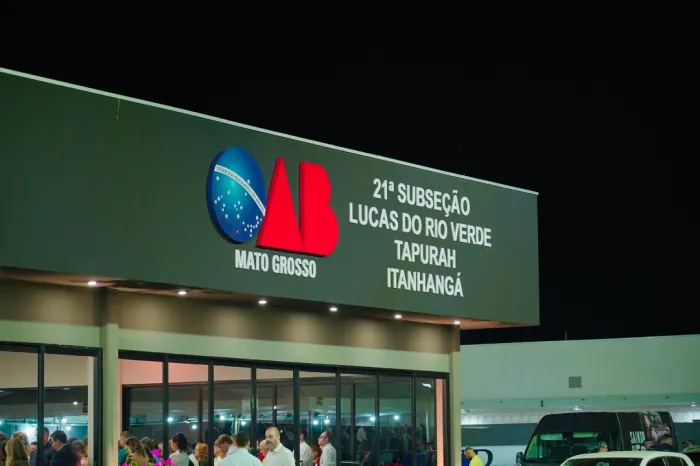 OAB
MATO GROSSO
21ª SUBSEÇÃO
LUCAS DO RIO VERDE
TAPURAH
ITANHANGÁ